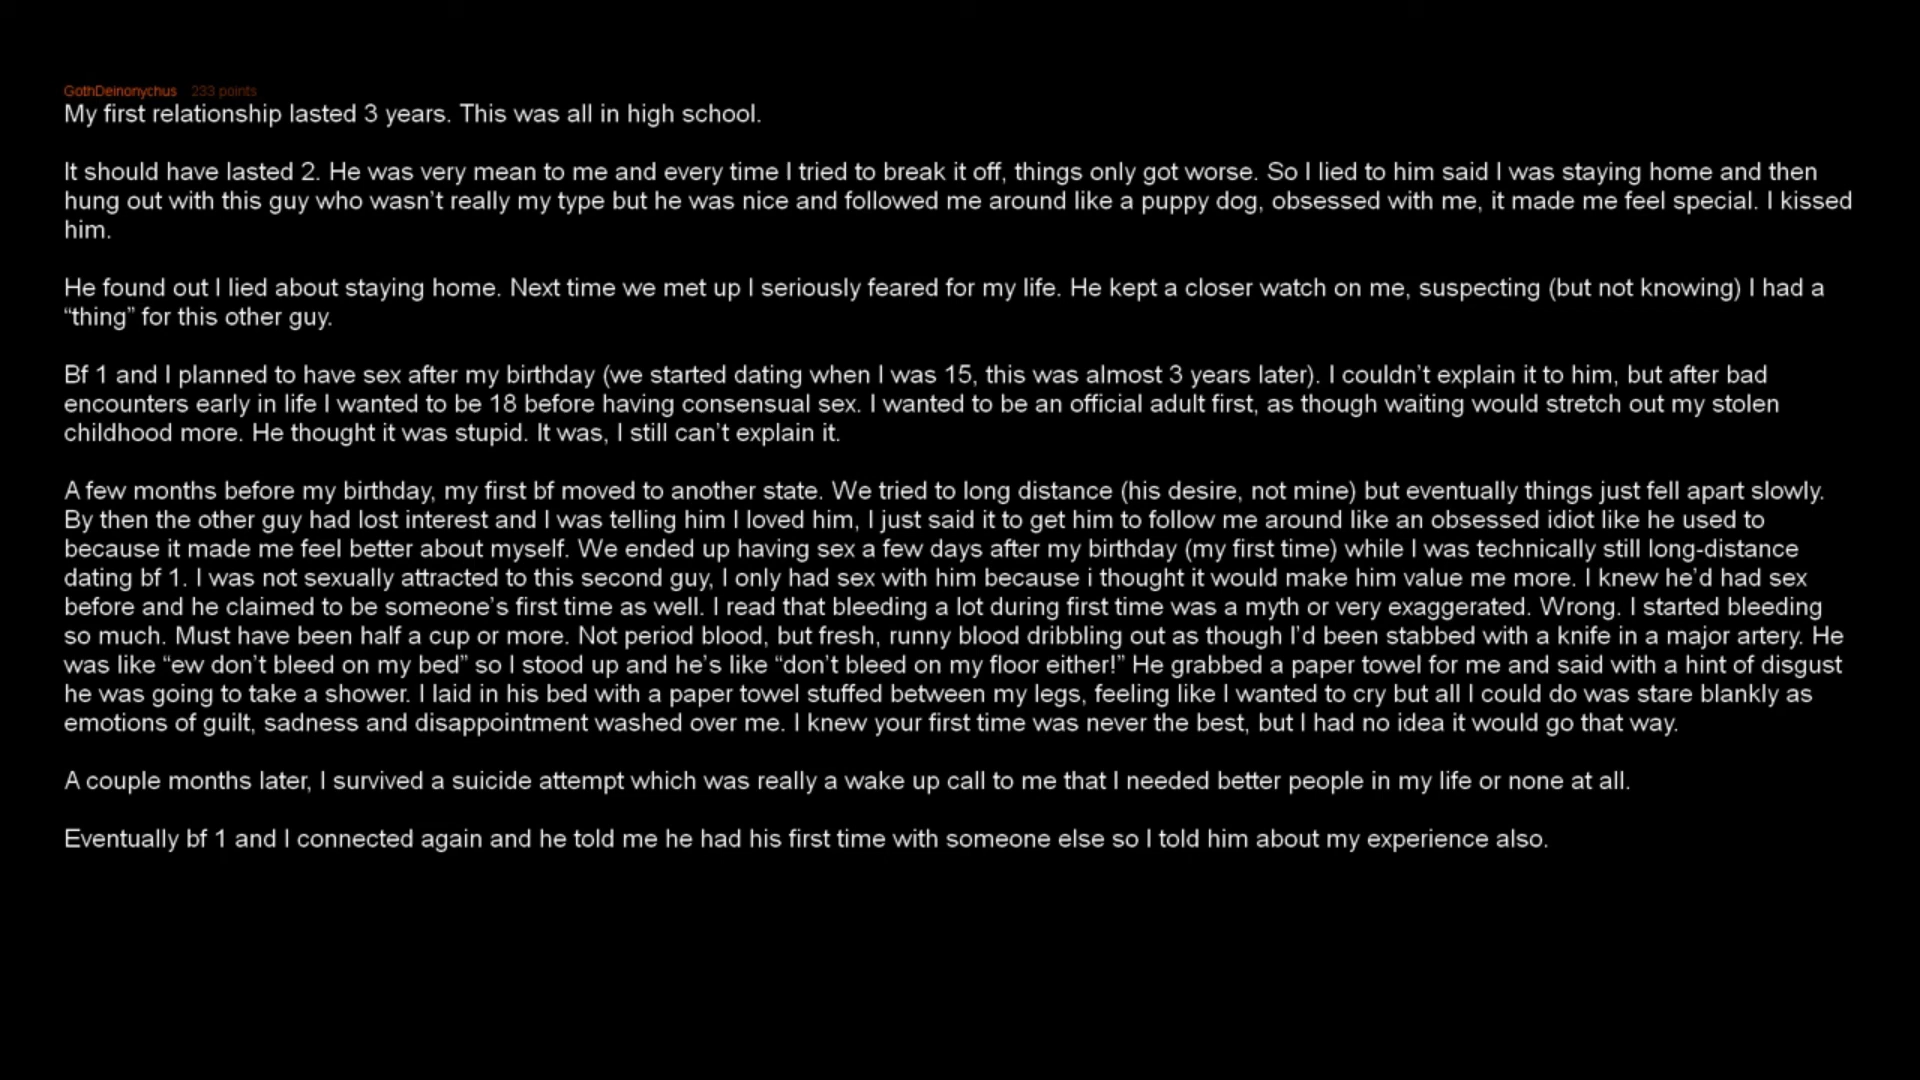 GothDeinonychus 233 points
My first relationship lasted 3 years. This was all in high school.
It should have lasted 2. He was very mean to me and every time I tried to break it off, things only got worse. So I lied to him said I was staying home and then
hung out with this guy who wasn't really my type but he was nice and followed me around like a puppy dog, obsessed with me, it made me feel special. I kissed
him.
He found out I lied about staying home. Next time we met up I seriously feared for my life. He kept a closer watch on me, suspecting (but not knowing) I had a
“thing” for this other guy.
Bf 1 and I planned to have sex after my birthday (we started dating when I was 15, this was almost 3 years later). I couldn't explain it to him, but after bad
encounters early in life I wanted to be 18 before having consensual sex. I wanted to be an official adult first, as though waiting would stretch out my stolen
childhood more. He thought it was stupid. It was, I still can't explain it.
A few months before my birthday, my first bf moved to another state. We tried to long distance (his desire, not mine) but eventually things just fell apart slowly.
By then the other guy had lost interest and I was telling him I loved him, I just said it to get him to follow me around like an obsessed idiot like he used to
because it made me feel better about myself. We ended up having sex a few days after my birthday (my first time) while I was technically still long-distance
dating bf 1. I was not sexually attracted to this second guy, I only had sex with him because i thought it would make him value me more. I knew he'd had sex
before and he claimed to be someone's first time as well. I read that bleeding a lot during first time was a myth or very exaggerated. Wrong. I started bleeding
so much. Must have been half a cup or more. Not period blood, but fresh, runny blood dribbling out as though I'd been stabbed with a knife in a major artery. He
was like “ew don't bleed on my bed” so I stood up and he's like “don't bleed on my floor either!” He grabbed a paper towel for me and said with a hint of disgust
he was going to take a shower. I laid in his bed with a paper towel stuffed between my legs, feeling like I wanted to cry but all I could do was stare blankly as
emotions of guilt, sadness and disappointment washed over me. I knew your first time was never the best, but I had no idea it would go that way.
A couple months later, I survived a suicide attempt which was really a wake up call to me that I needed better people in my life or none at all.
Eventually bf 1 and I connected again and he told me he had his first time with someone else so I told him about my experience also.